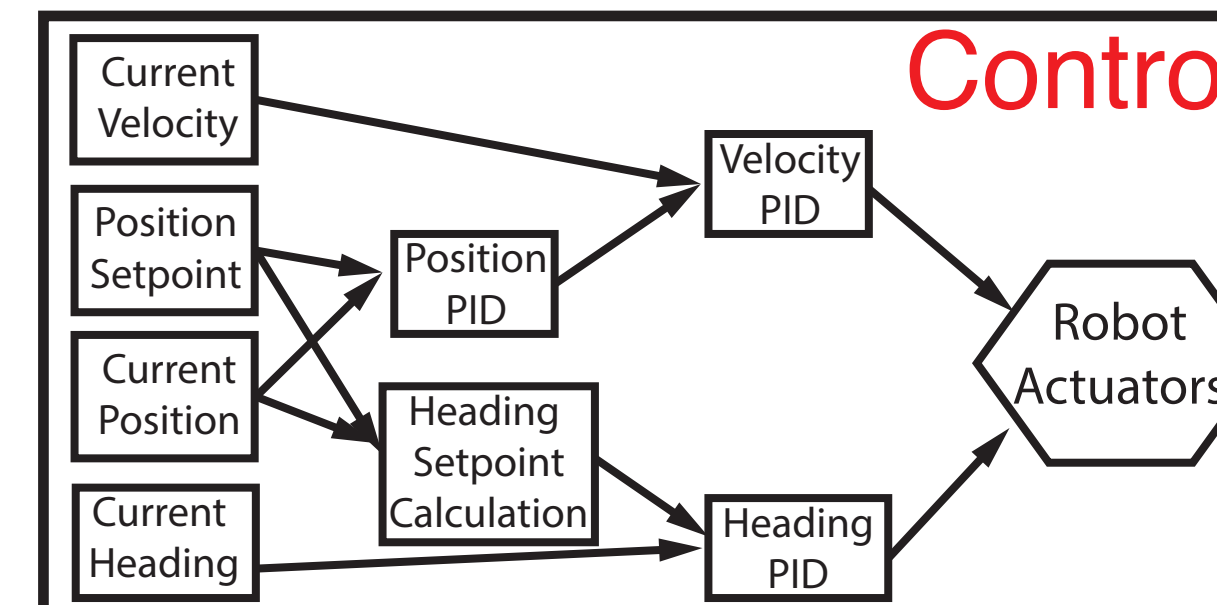 Contro
Current
Velocity
Position
Setpoint
Current
Position
Current
Heading
Position
PID
Heading
Setpoint
Calculation
Velocity
PID
Heading
PID
Robot
Actuators